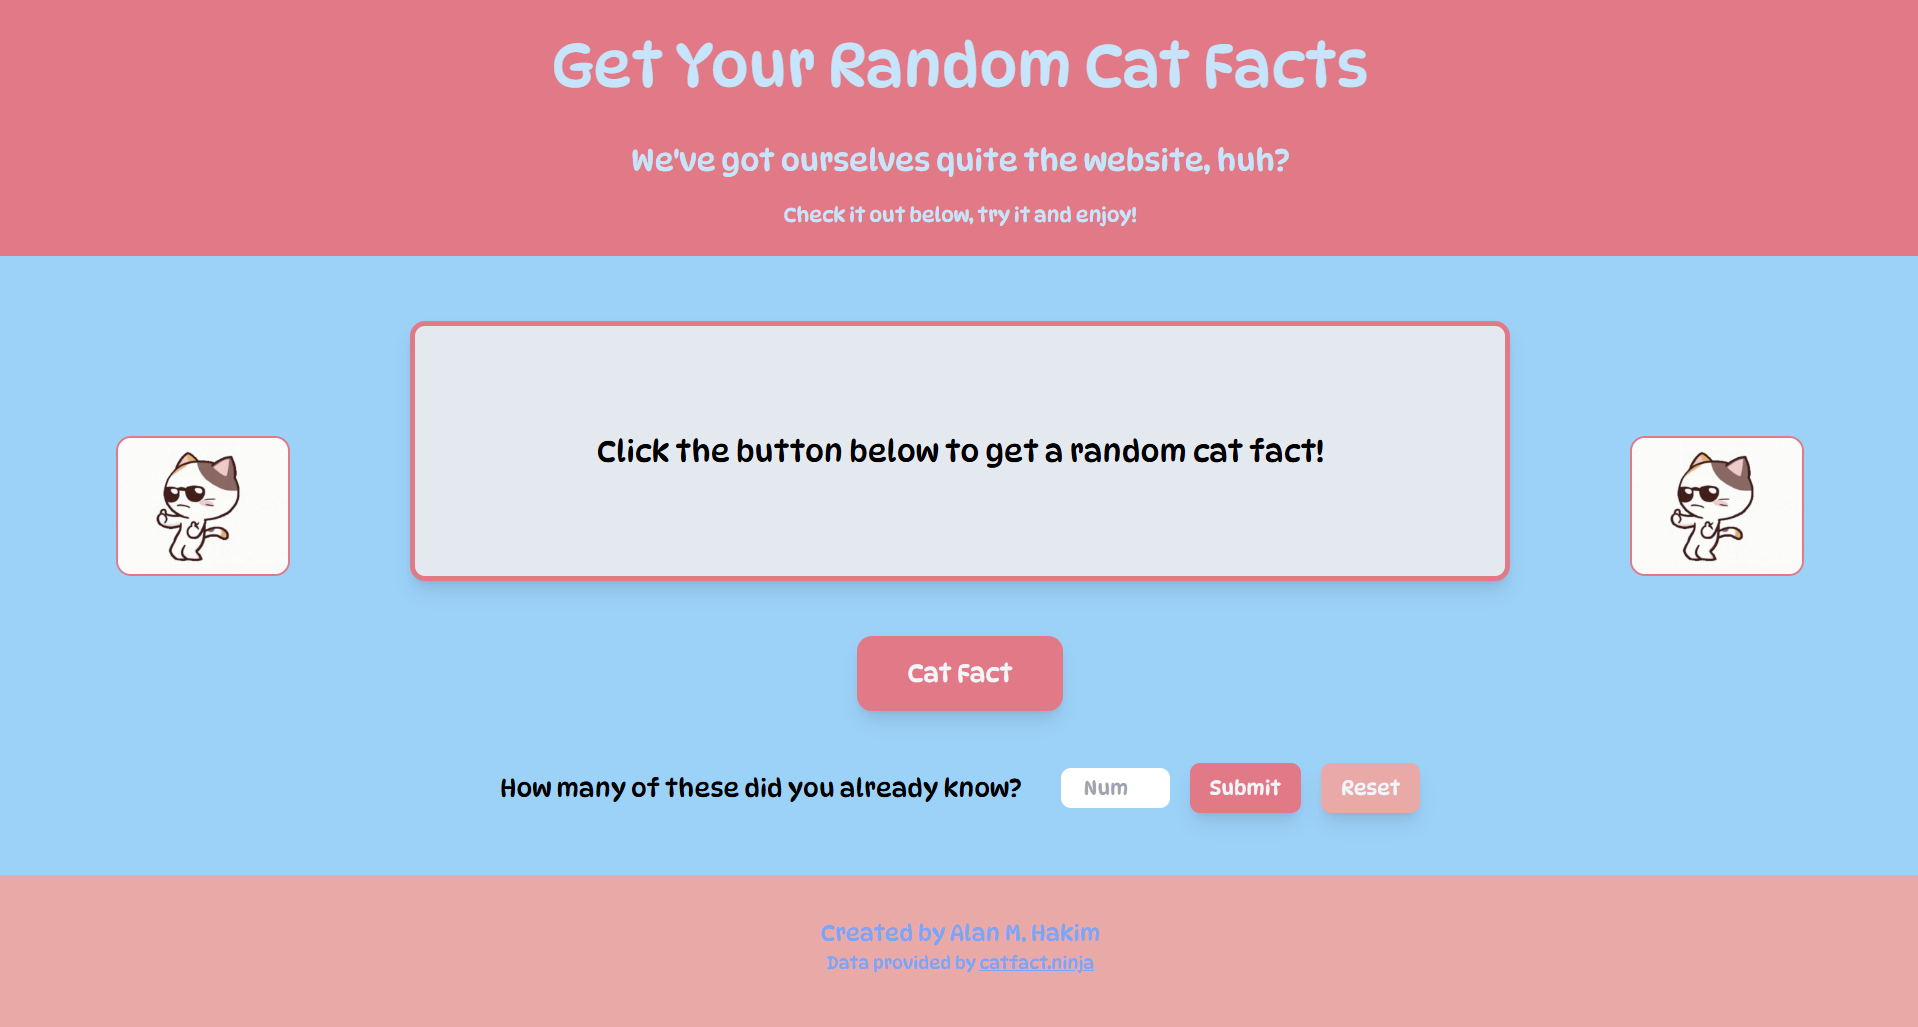 Get Your Random Cat Facts
We've got ourselves quite the website, huh?
Check it out below, try it and enjoy!
Click the button below to get a random cat fact!
Cat Fact
How many of these did you already know? Num Submit Reset
Created by Alan M. Hakim
Data provided by catfact.ninja